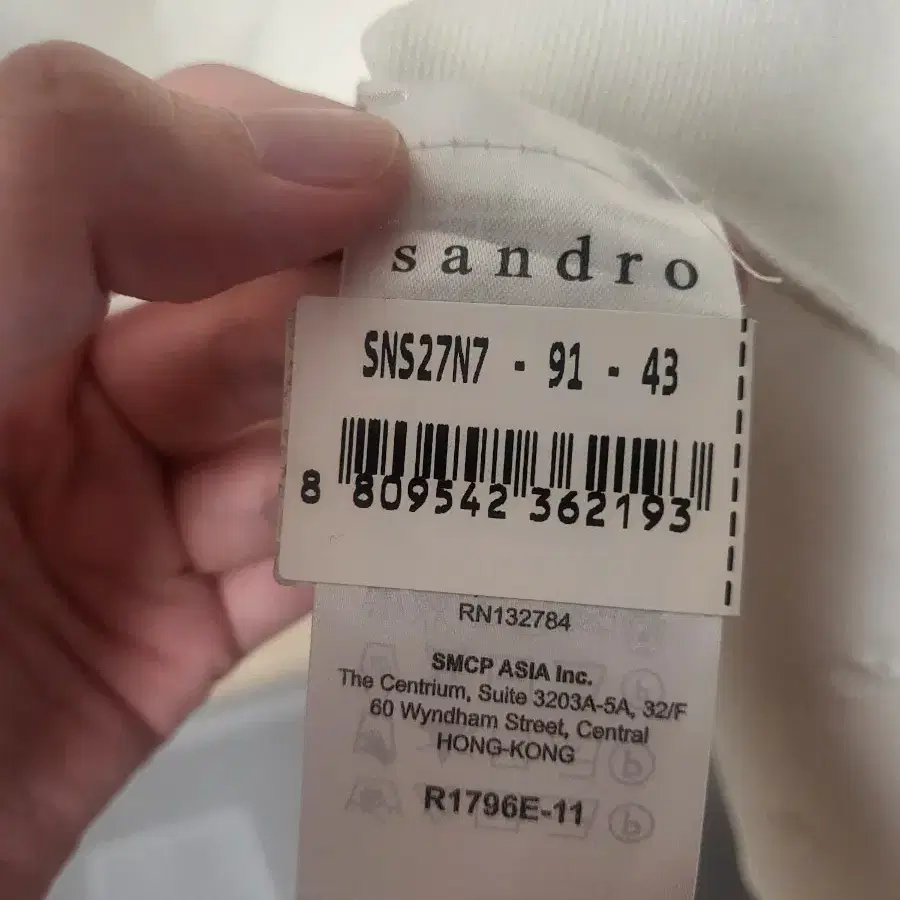 sandro
SNS27N7 - 91 - 43
8 809542 362193
RN132784
SMCP ASIA Inc.
The Centrium, Suite 3203A-5A, 32/F
60 Wyndham Street, Central
HONG-KONG
R1796E-11